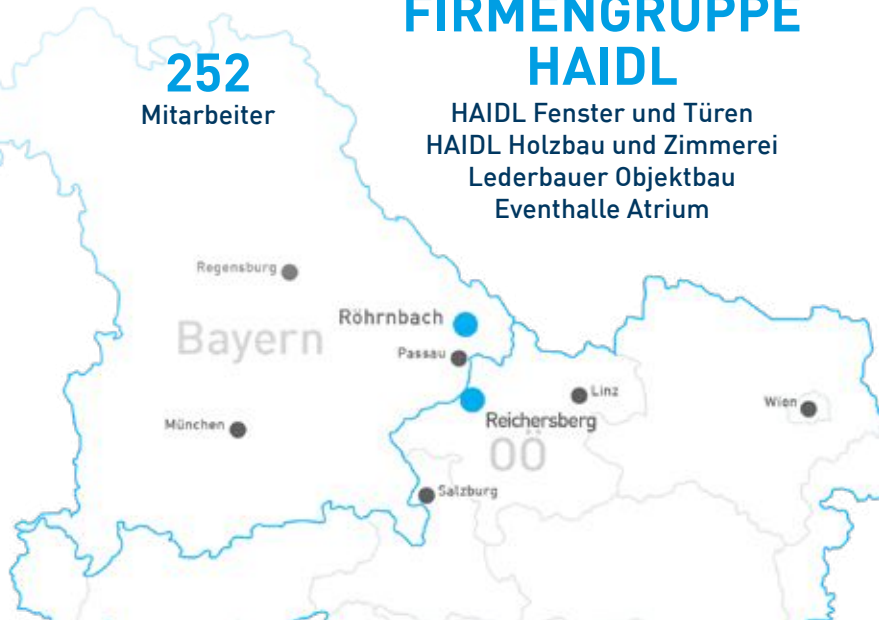 FIRMENGRUPPE
HAIDL
252
Mitarbeiter
HAIDL Fenster und Türen
HAIDL Holzbau und Zimmerei
Lederbauer Objektbau
Eventhalle Atrium
Regensburg
Röhrnbach
Bayern
Passau
Linz
Wien
Reichersberg
München
OÖ
Salzburg